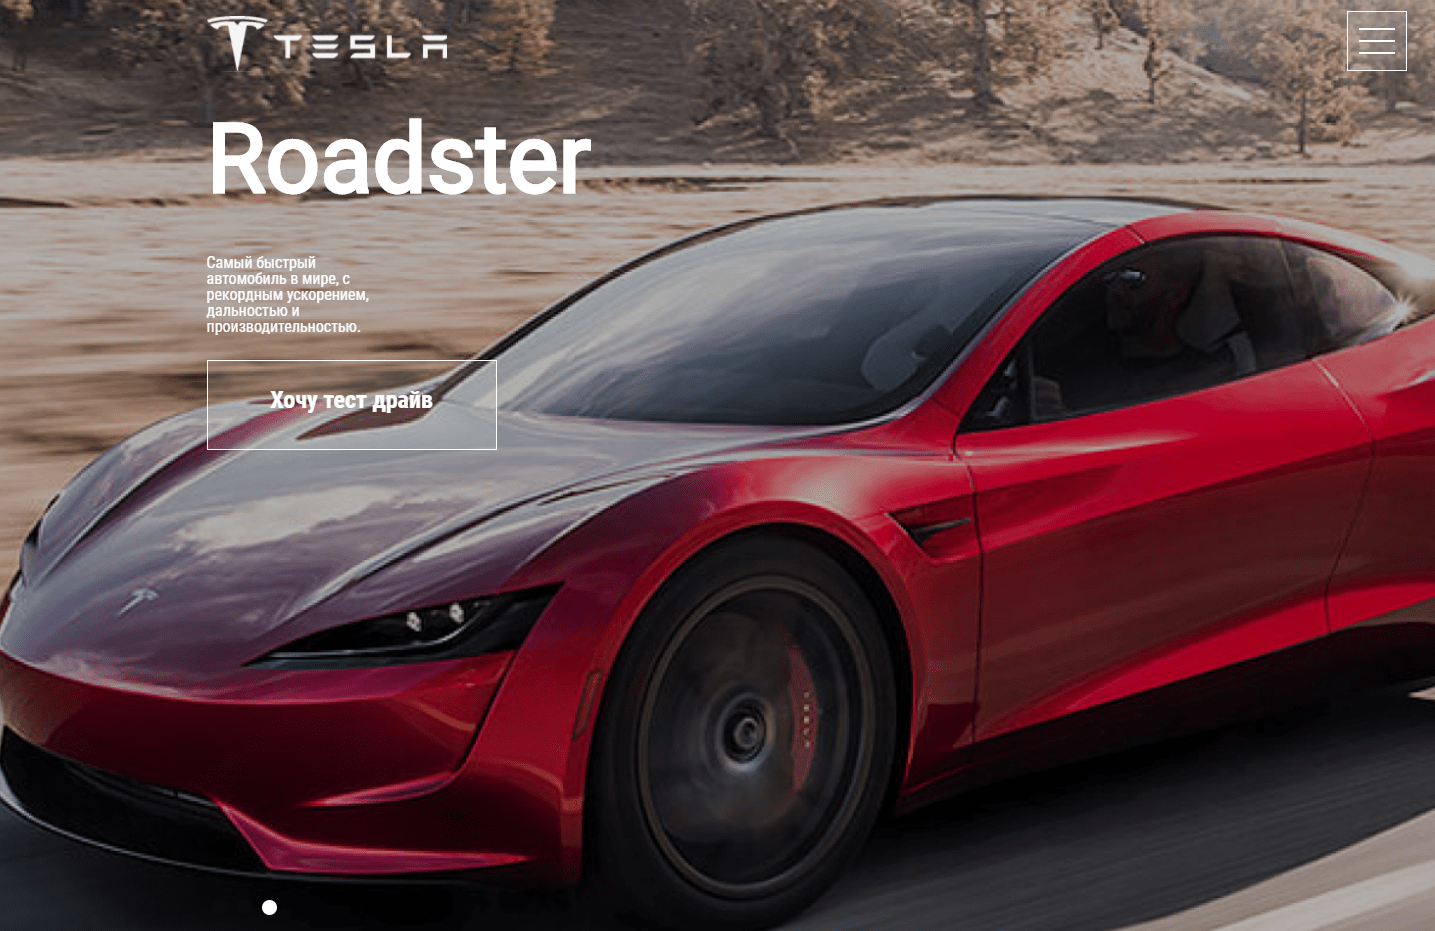 TESLA
Roadster
Самый быстрый
автомобиль в мире, с
рекордным ускорением,
дальностью и
производительностью.
Хочу тест драйв